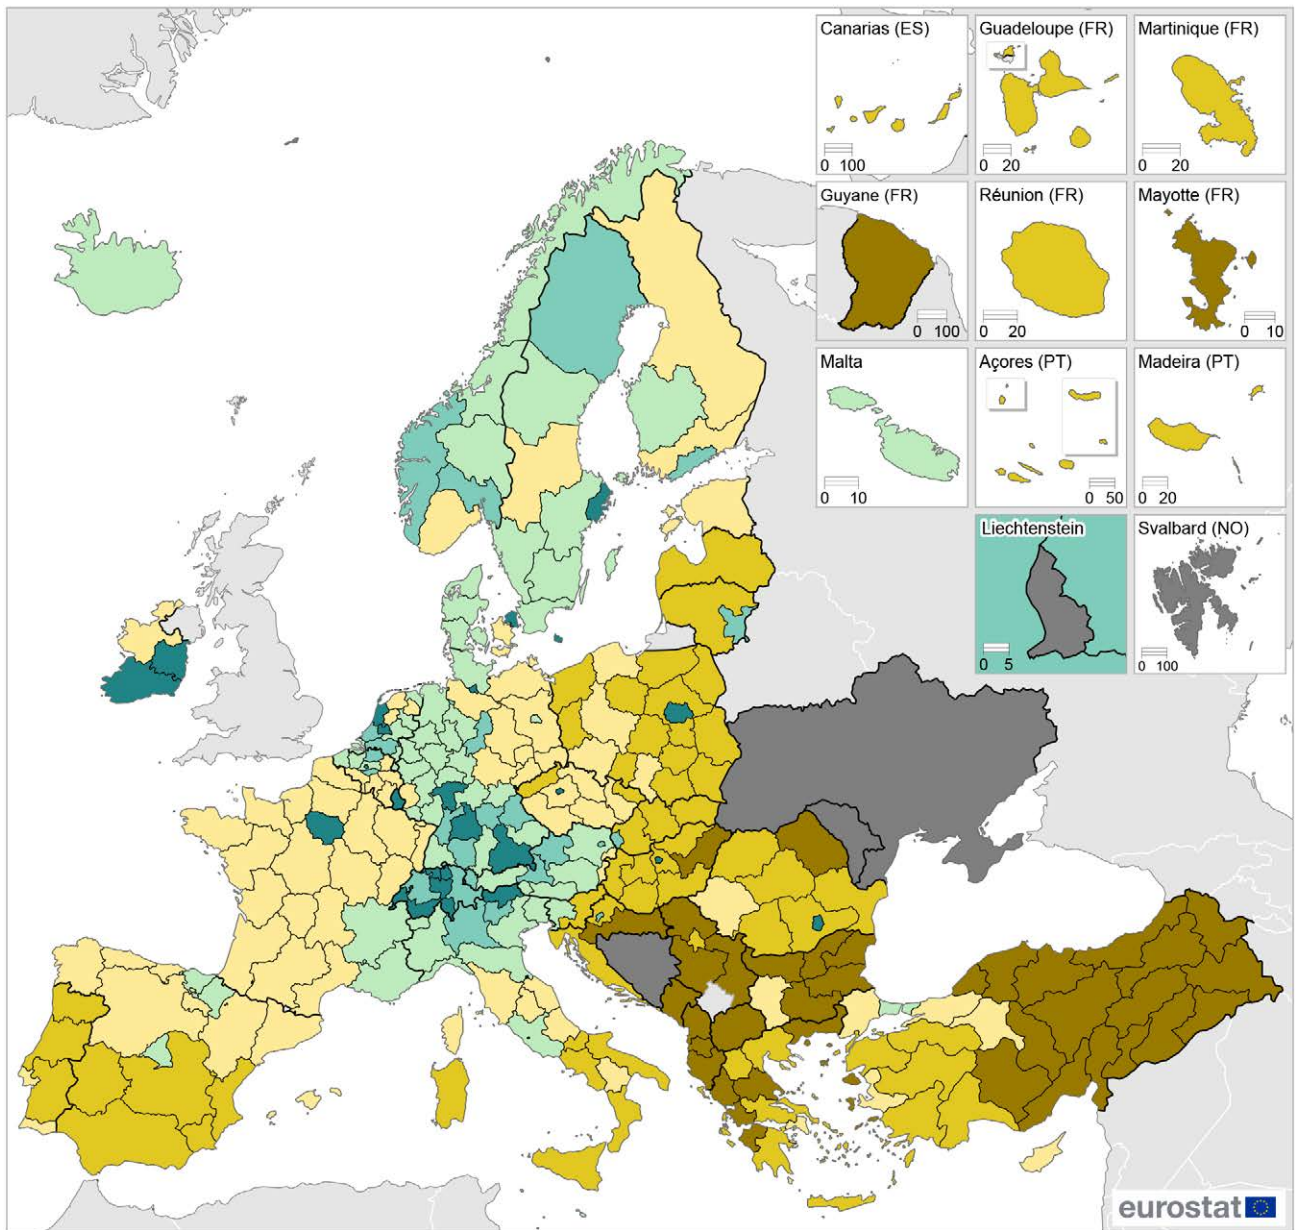 Canarias (ES)
0 100
Guadeloupe (FR)
0 20
Martinique (FR)
0 20
Guyane (FR)
0 100
Réunion (FR)
0 20
Mayotte (FR)
0 10
Malta
0 10
Açores (PT)
0 50
Madeira (PT)
0 20
Liechtenstein
0 5
Svalbard (NO)
0 100
eurostat